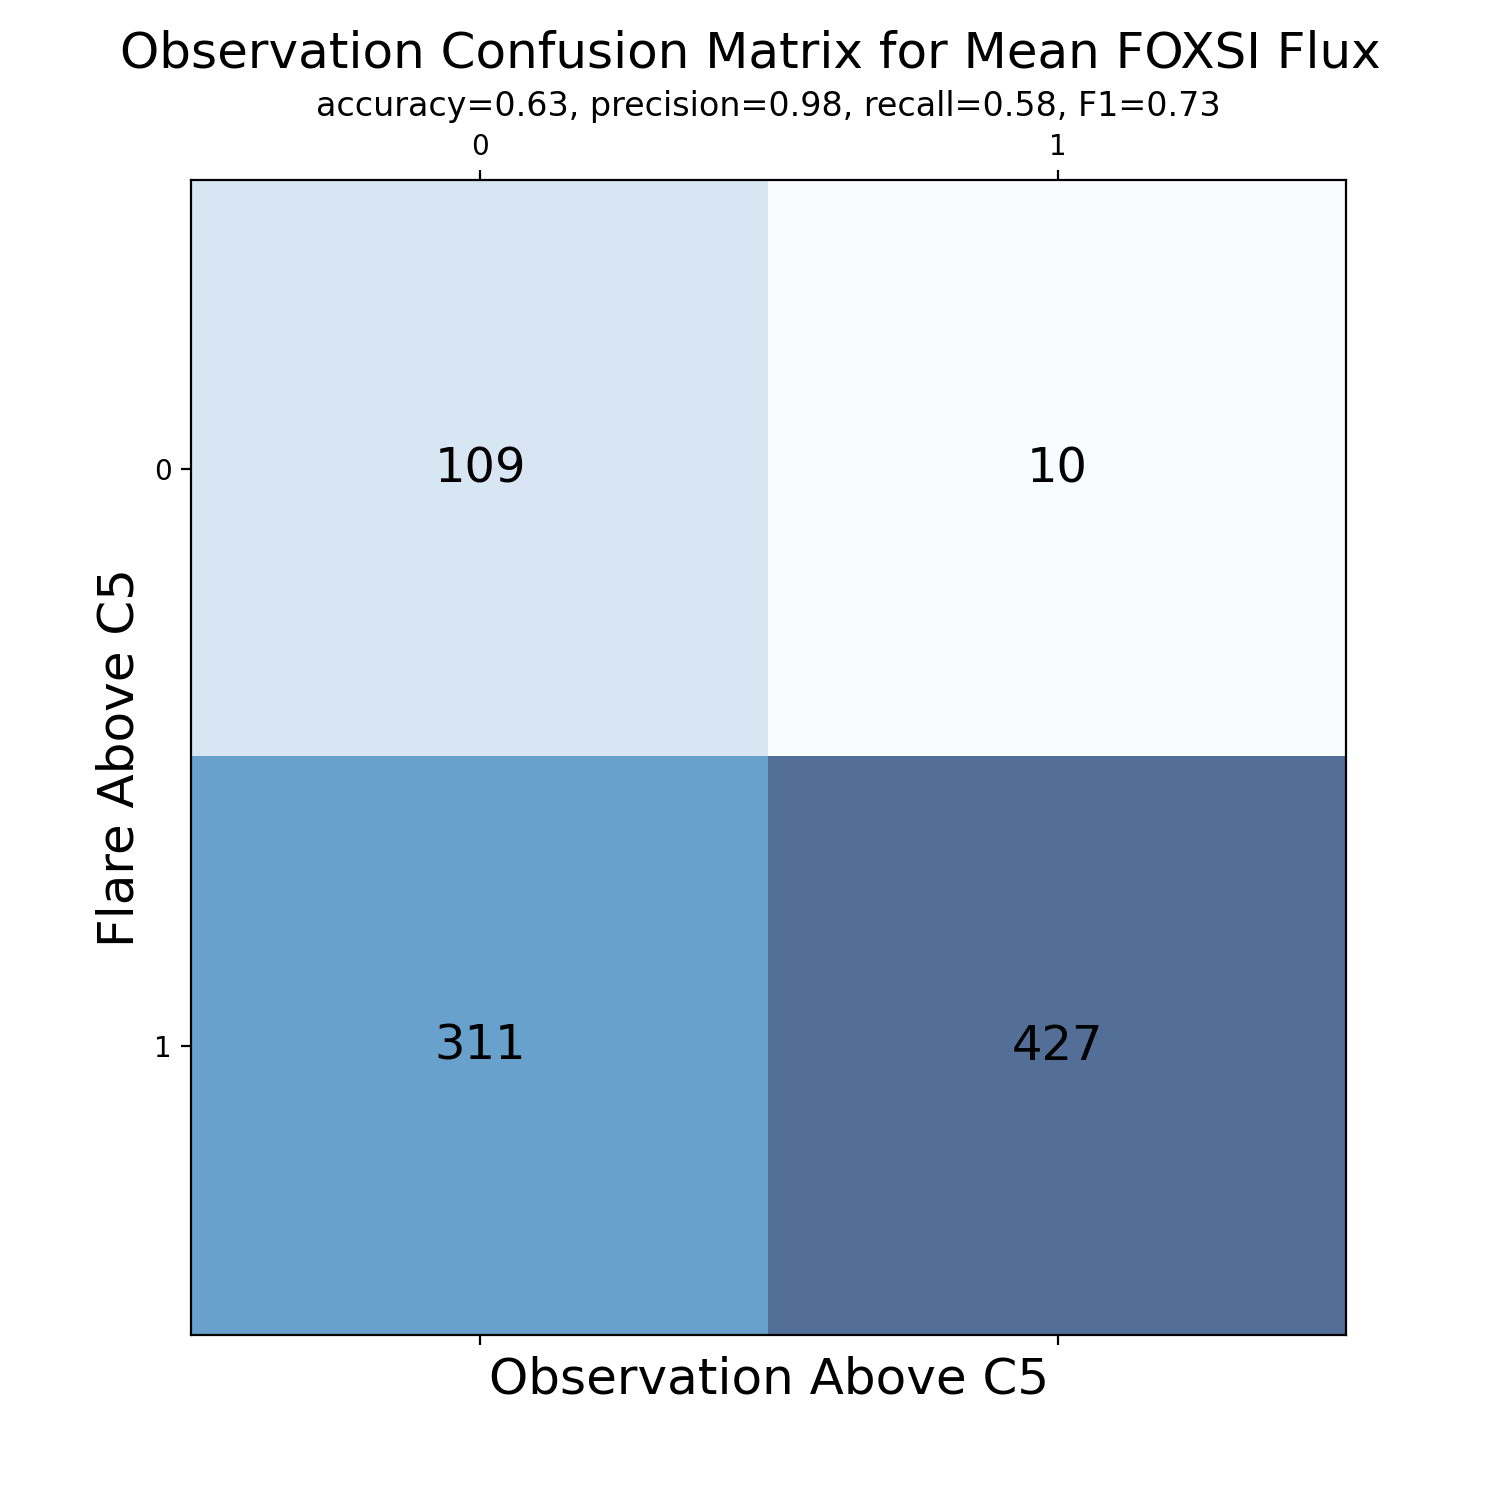 Observation Confusion Matrix for Mean FOXSI Flux
accuracy=0.63, precision=0.98, recall=0.58, F1=0.73
0 1
0 109 10
Flare Above C5
1 311 427
Observation Above C5